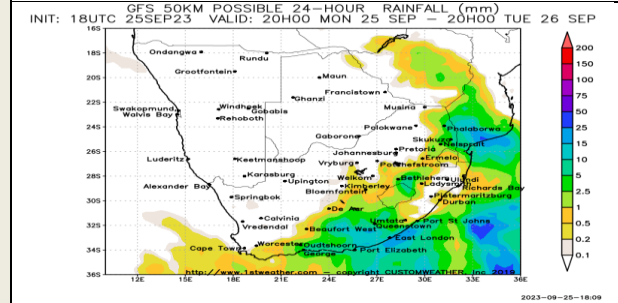 GFS 50KM POSSIBLE 24-HOUR RAINFALL (mm)
INIT: 18UTC 25SEP23 VALID: 20H00 MON 25 SEP - 20H00 TUE 26 SEP
16S
18S
20S
22S
24S
26S
28S
30S
32S
34S
36S
12E
15E
18E
21E
24E
27E
30E
33E
36E
Ondangwa
Rundu
Grootfontein
Maun
Francistown
Ghanzi
Musina
Swakopmund
Walvis Bay
Windhoek
Gobabis
Rehoboth
Polokwane
Phalaborwa
Gaborone
Skukuza
Nelspruit
Johannesburg
Pretoria
Luderitz
Keetmanshoop
Vryburg
Ermelo
Potchefstroom
Karasburg
Upington
Welkom
Bethlehem
Ulundi
Alexander Bay
Kimberley
Ladysmith
Richards Bay
Springbok
Bloemfontein
Pietermaritzburg
Durban
De Aar
Calvinia
Umtata
Port St Johns
Vredendal
Beaufort West
Queenstown
East London
Cape Town
Worcester
Oudtshoorn
George
Port Elizabeth
http://www.1stweather.com - copyright CUSTOMWEATHER, Inc 2019
200
150
100
75
50
25
20
15
10
5
2.5
1
0.5
0.2
0.1
2023-09-25-18:09